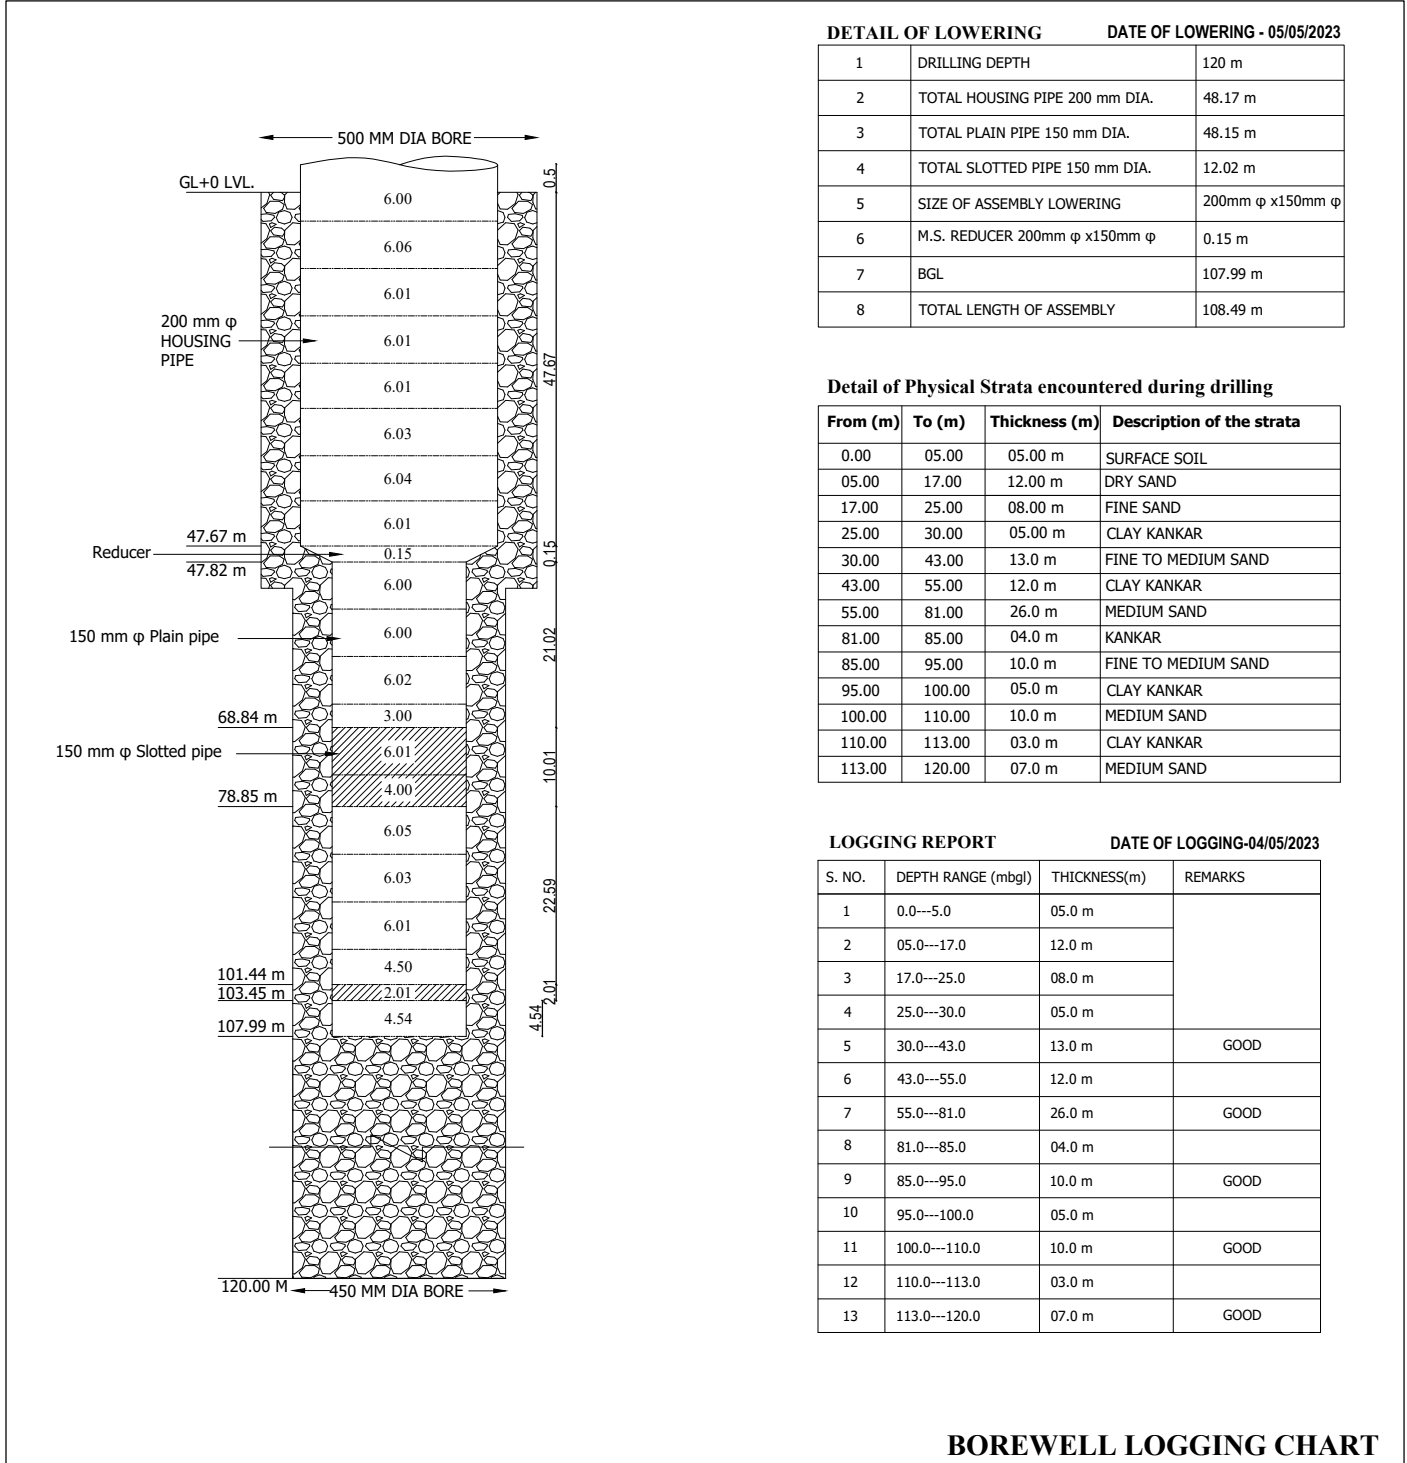 500 MM DIA BORE
GL+0 LVL.
0.5
6.00
6.06
6.01
200 mm φ
HOUSING
PIPE
6.01
47.67
6.01
6.03
6.04
6.01
47.67 m
Reducer
0.15
0.15
47.82 m
6.00
150 mm φ Plain pipe
6.00
21.02
6.02
68.84 m
3.00
150 mm φ Slotted pipe
6.01
10.01
4.00
78.85 m
6.05
6.03
22.59
6.01
4.50
101.44 m
103.45 m
2.01
2.01
107.99 m
4.54
4.54
120.00 M
450 MM DIA BORE
DETAIL OF LOWERING DATE OF LOWERING - 05/05/2023
1 DRILLING DEPTH 120 m
2 TOTAL HOUSING PIPE 200 mm DIA. 48.17 m
3 TOTAL PLAIN PIPE 150 mm DIA. 48.15 m
4 TOTAL SLOTTED PIPE 150 mm DIA. 12.02 m
5 SIZE OF ASSEMBLY LOWERING 200mm φ x150mm φ
6 M.S. REDUCER 200mm φ x150mm φ 0.15 m
7 BGL 107.99 m
8 TOTAL LENGTH OF ASSEMBLY 108.49 m
Detail of Physical Strata encountered during drilling
From (m) To (m) Thickness (m) Description of the strata
0.00 05.00 05.00 m SURFACE SOIL
05.00 17.00 12.00 m DRY SAND
17.00 25.00 08.00 m FINE SAND
25.00 30.00 05.00 m CLAY KANKAR
30.00 43.00 13.0 m FINE TO MEDIUM SAND
43.00 55.00 12.0 m CLAY KANKAR
55.00 81.00 26.0 m MEDIUM SAND
81.00 85.00 04.0 m KANKAR
85.00 95.00 10.0 m FINE TO MEDIUM SAND
95.00 100.00 05.0 m CLAY KANKAR
100.00 110.00 10.0 m MEDIUM SAND
110.00 113.00 03.0 m CLAY KANKAR
113.00 120.00 07.0 m MEDIUM SAND
LOGGING REPORT DATE OF LOGGING-04/05/2023
S. NO. DEPTH RANGE (mbgl) THICKNESS(m) REMARKS
1 0.0---5.0 05.0 m
2 05.0---17.0 12.0 m
3 17.0---25.0 08.0 m
4 25.0---30.0 05.0 m
5 30.0---43.0 13.0 m GOOD
6 43.0---55.0 12.0 m
7 55.0---81.0 26.0 m GOOD
8 81.0---85.0 04.0 m
9 85.0---95.0 10.0 m GOOD
10 95.0---100.0 05.0 m
11 100.0---110.0 10.0 m GOOD
12 110.0---113.0 03.0 m
13 113.0---120.0 07.0 m GOOD
BOREWELL LOGGING CHART